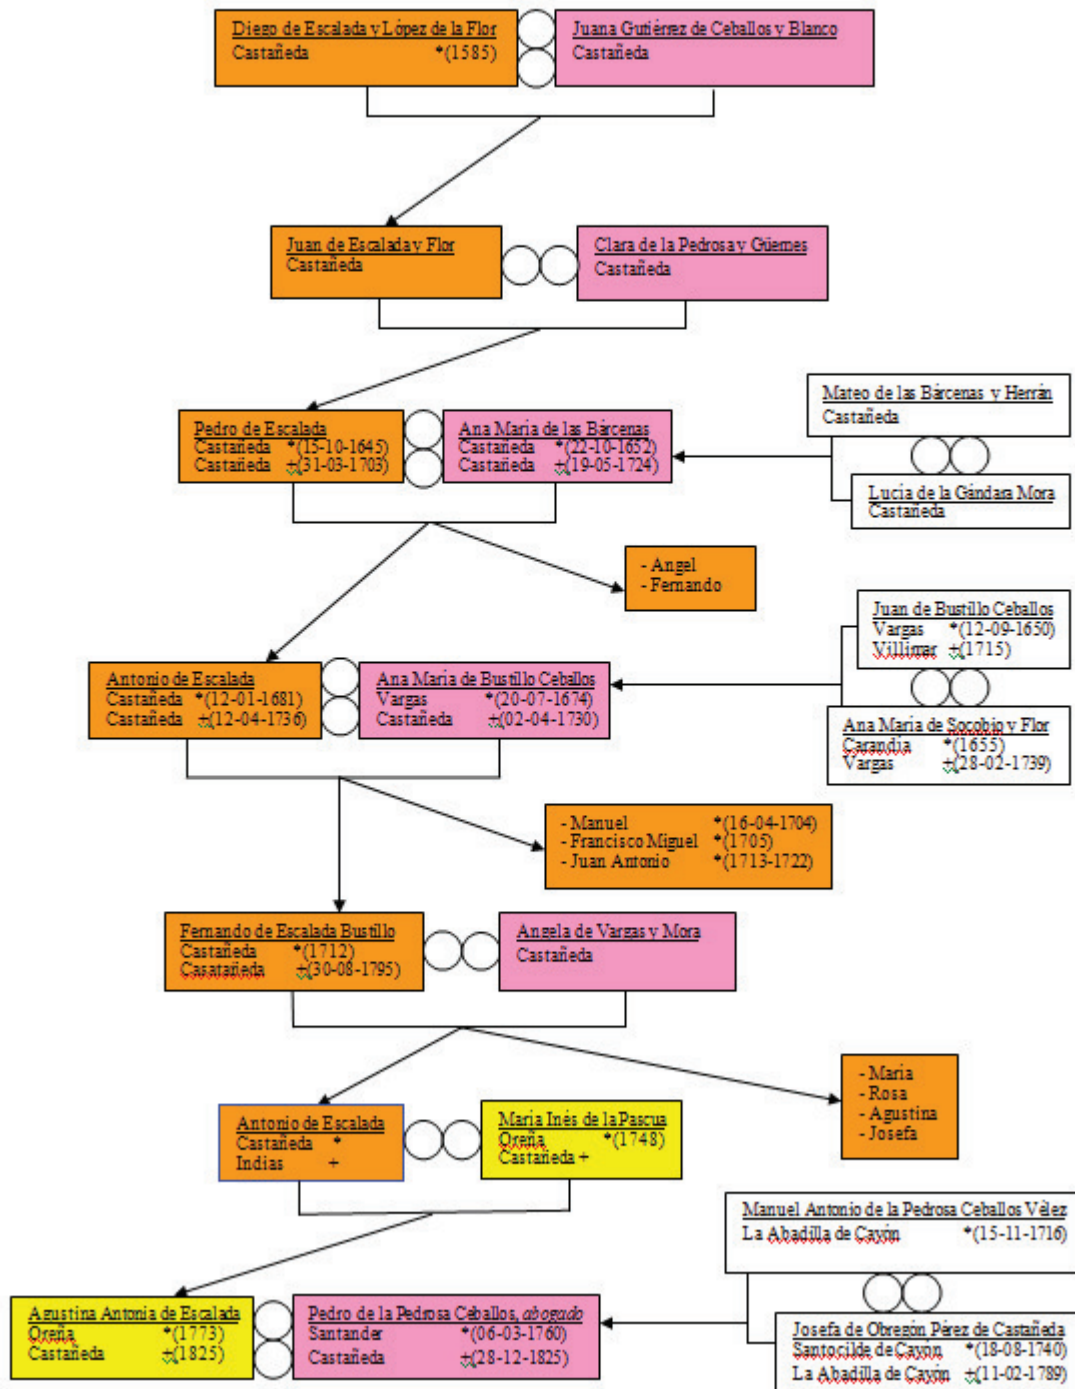 Diego de Escalada y López de la Flor
Castañeda *(1585)
Juana Gutiérrez de Ceballos y Blanco
Castañeda
Juan de Escalada y Flor
Castañeda
Clara de la Pedrosa y Güemes
Castañeda
Mateo de las Bárcenas y Herrán
Castañeda
Pedro de Escalada
Castañeda *(15-10-1645)
Castañeda +(31-03-1703)
Ana Maria de las Bárcenas
Castañeda *(22-10-1652)
Castañeda +(19-05-1724)
Lucia de la Gándara Mora
Castañeda
- Angel
- Fernando
Juan de Bustillo Ceballos
Vargas *(12-09-1650)
Villimar +(1715)
Antonio de Escalada
Castañeda *(12-01-1681)
Castañeda +(12-04-1736)
Ana Maria de Bustillo Ceballos
Vargas *(20-07-1674)
Castañeda +(02-04-1730)
Ana Maria de Socobio y Flor
Carandia *(1655)
Vargas +(28-02-1739)
- Manuel *(16-04-1704)
- Francisco Miguel *(1705)
- Juan Antonio *(1713-1722)
Fernando de Escalada Bustillo
Castañeda *(1712)
Casatañeda +(30-08-1795)
Angela de Vargas y Mora
Castañeda
- Maria
- Rosa
- Agustina
- Josefa
Antonio de Escalada
Castañeda *
Indias +
Maria Inés de la Pascua
Oreña *(1748)
Castañeda +
Manuel Antonio de la Pedrosa Ceballos Vélez
La Abadilla de Cayón *(15-11-1716)
Agustina Antonia de Escalada
Oreña *(1773)
Castañeda +(1825)
Pedro de la Pedrosa Ceballos, abogado
Santander *(06-03-1760)
Castañeda +(28-12-1825)
Josefa de Obregón Pérez de Castañeda
Santocilde de Cayón *(18-08-1740)
La Abadilla de Cayón +(11-02-1789)